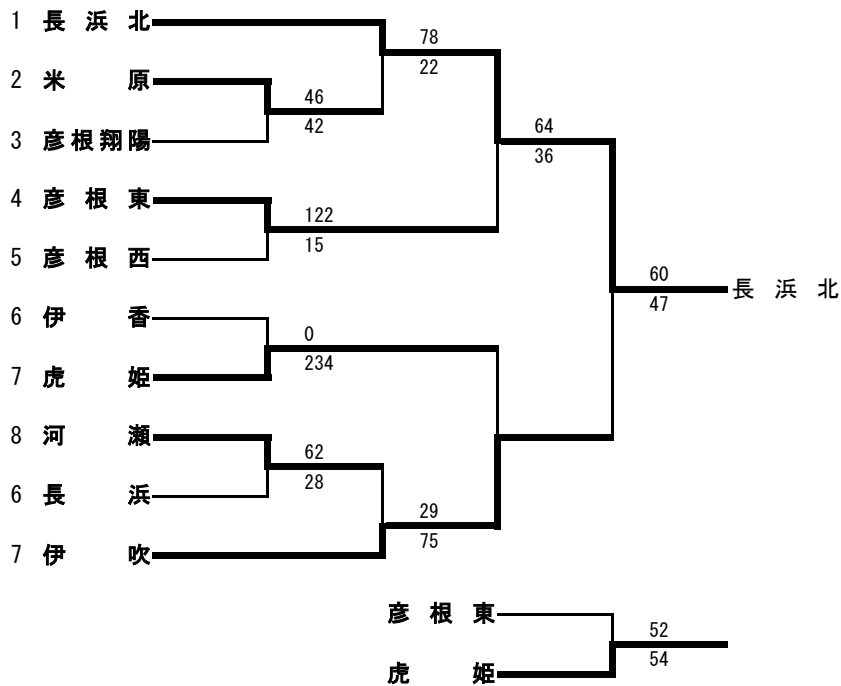 1 長浜北
78
22
2 米原
46
42
3 彦根翔陽
64
36
4 彦根東
122
15
5 彦根西
60
47
長浜北
6 伊香
0
234
7 虎姫
8 河瀬
62
28
6 長浜
29
75
7 伊吹
彦根東
52
54
虎姫